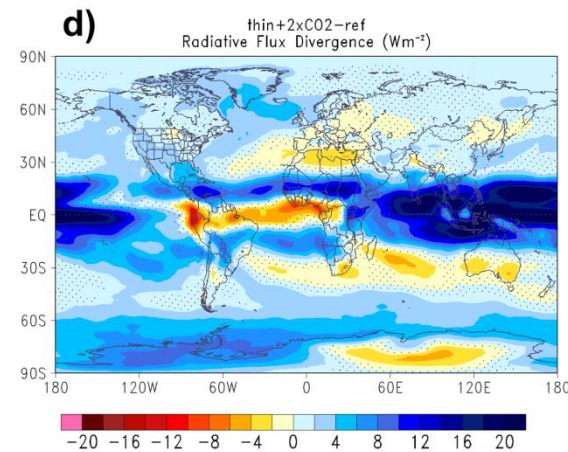 d)
thin+2xCO2−ref
Radiative Flux Divergence (Wm⁻²)
90N
60N
30N
EQ
30S
60S
90S
180 120W 60W 0 60E 120E 180
−20 −16 −12 −8 −4 0 4 8 12 16 20